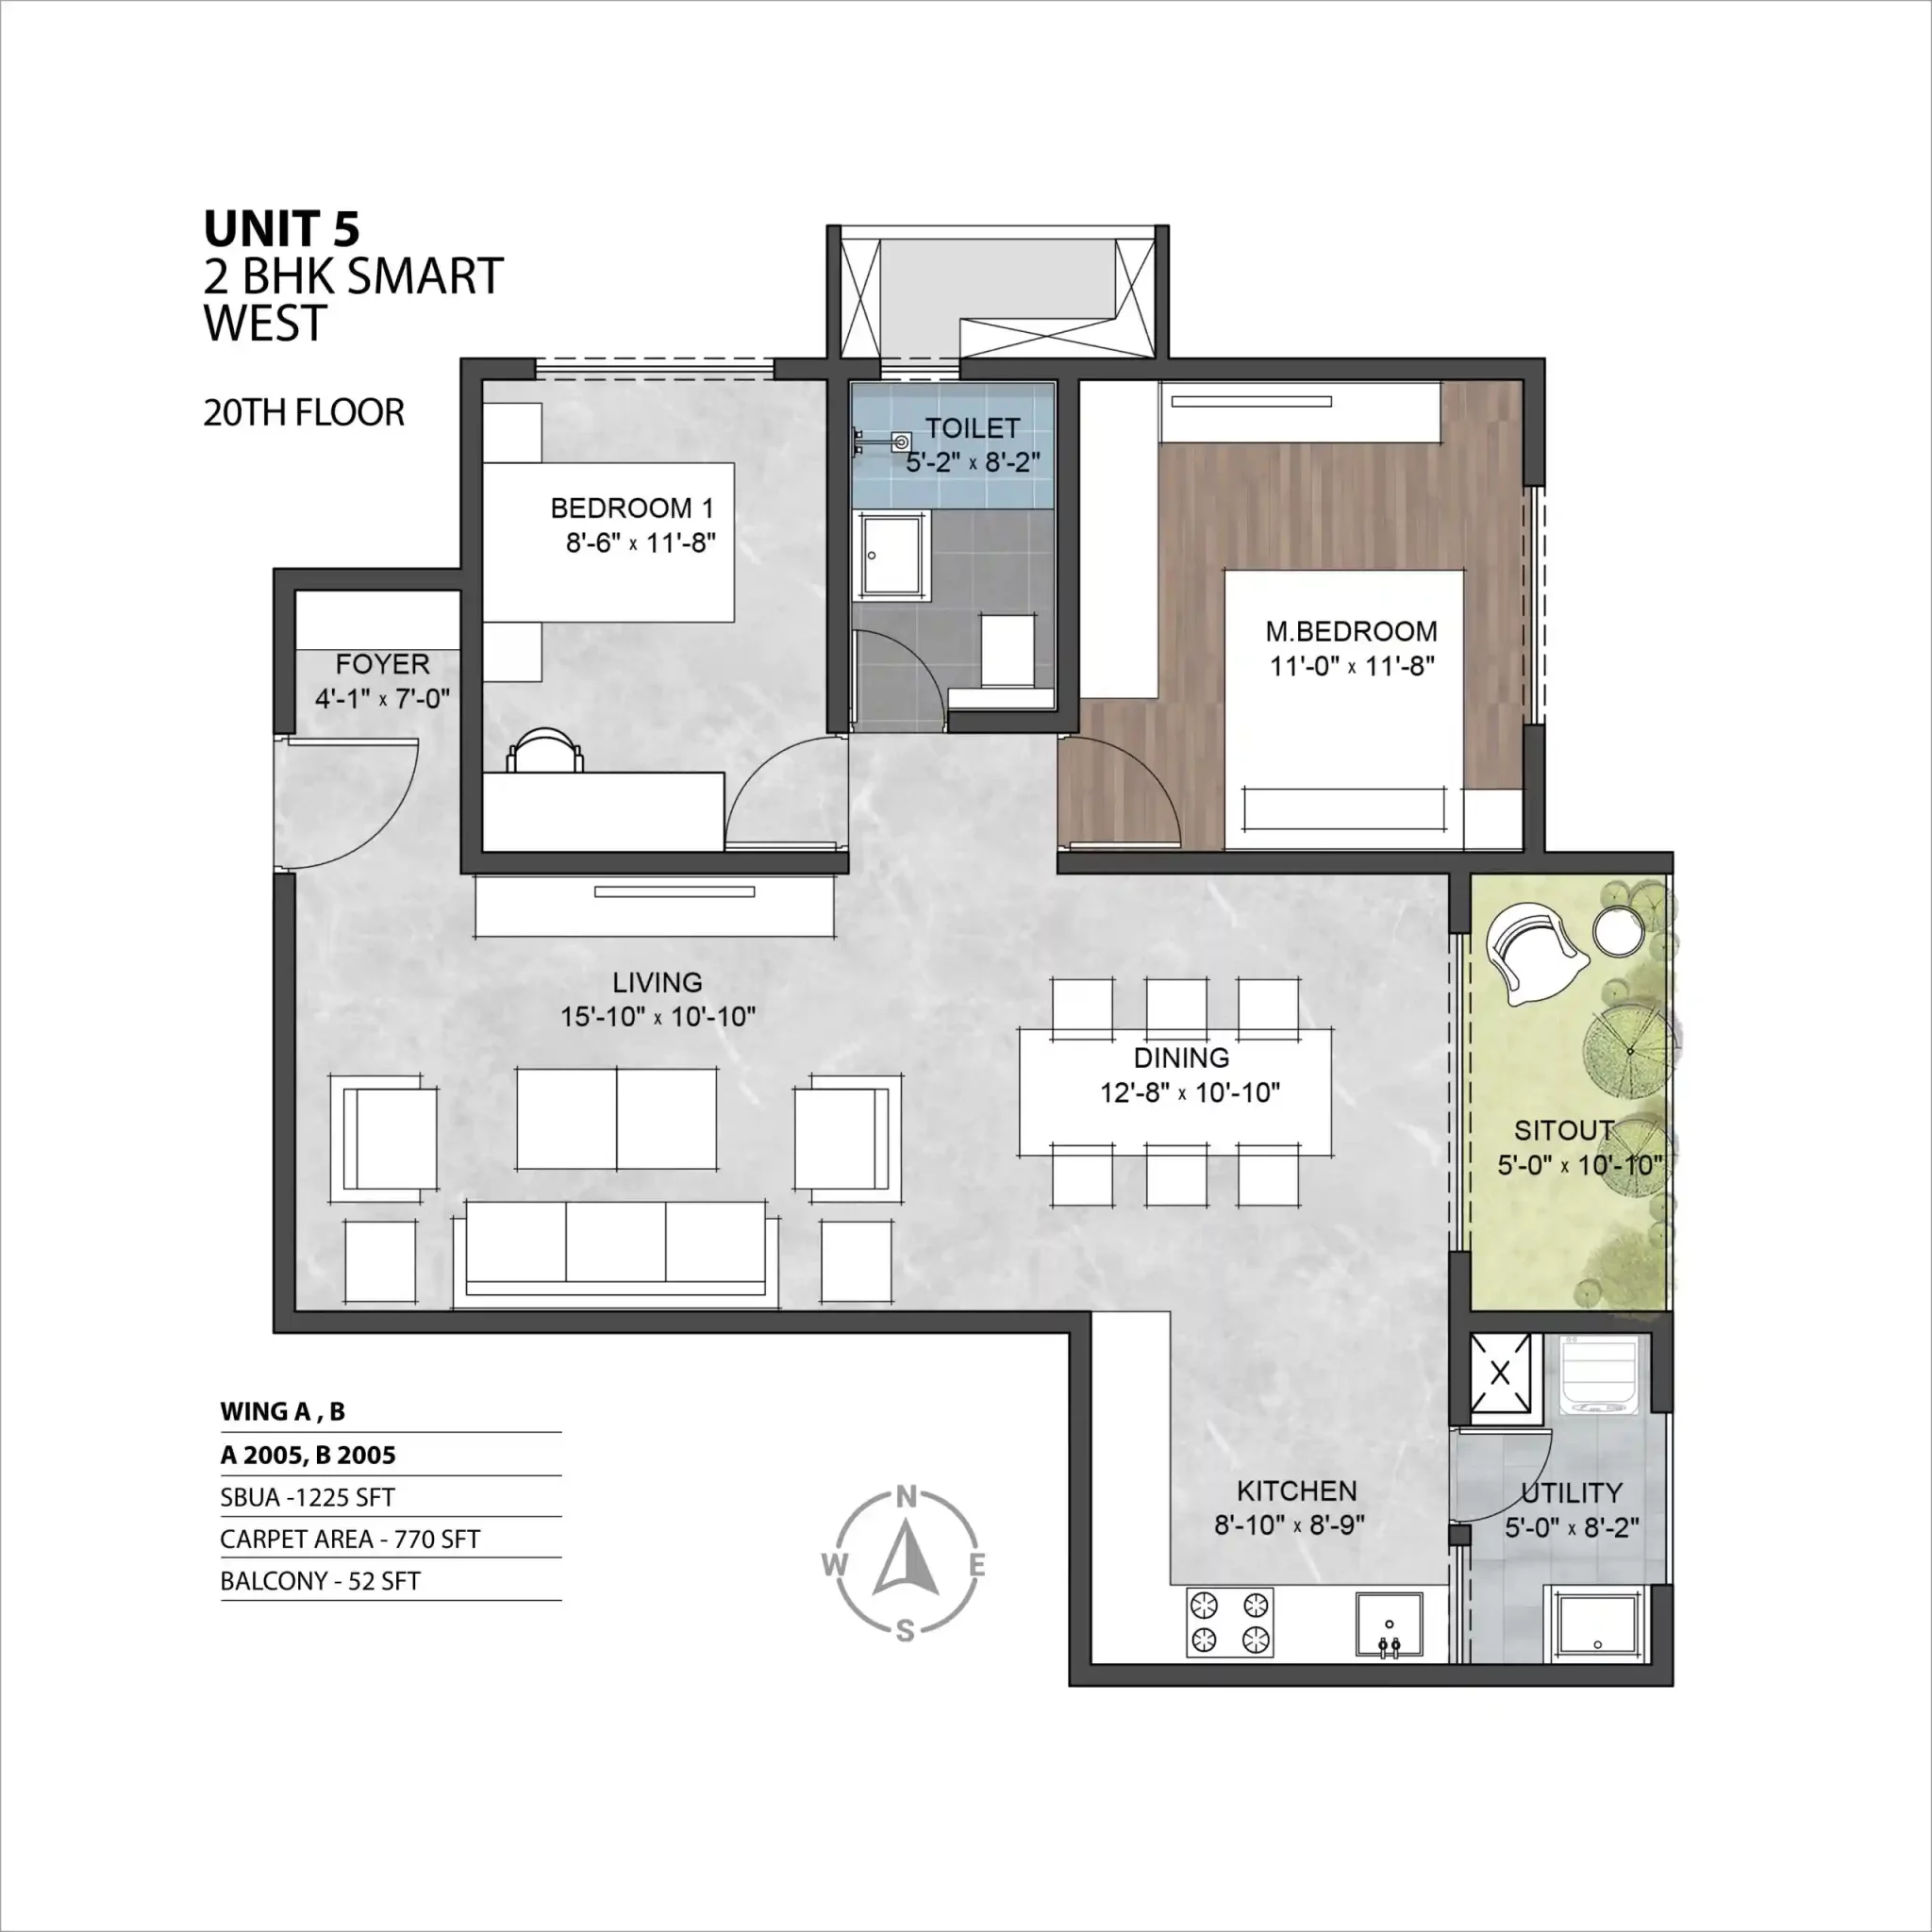 UNIT 5
2 BHK SMART
WEST
20TH FLOOR
TOILET
5'-2" x 8'-2"
BEDROOM 1
8'-6" x 11'-8"
M.BEDROOM
11'-0" x 11'-8"
FOYER
4'-1" x 7'-0"
LIVING
15'-10" x 10'-10"
DINING
12'-8" x 10'-10"
SITOUT
5'-0" x 10'-10"
KITCHEN
8'-10" x 8'-9"
UTILITY
5'-0" x 8'-2"
WING A , B
A 2005, B 2005
SBUA -1225 SFT
CARPET AREA - 770 SFT
BALCONY - 52 SFT
N
W E
S